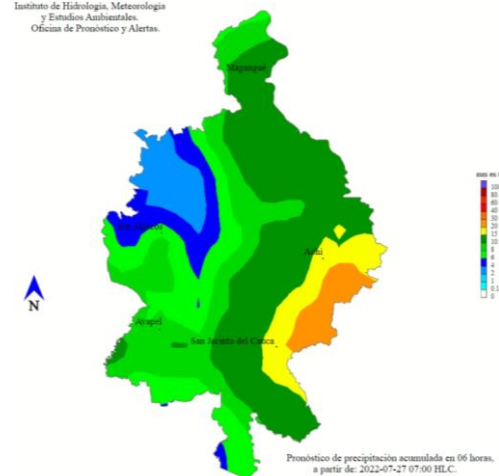 Instituto de Hidrología, Meteorología
y Estudios Ambientales.
Oficina de Pronóstico y Alertas.
Magangué
Achí
Ayapel
San Jacinto del Cauca
N
100
80
60
40
30
20
15
10
8
6
4
2
1
0.1
0
Pronóstico de precipitación acumulada en 06 horas,
a partir de: 2022-07-27 07:00 HLC.